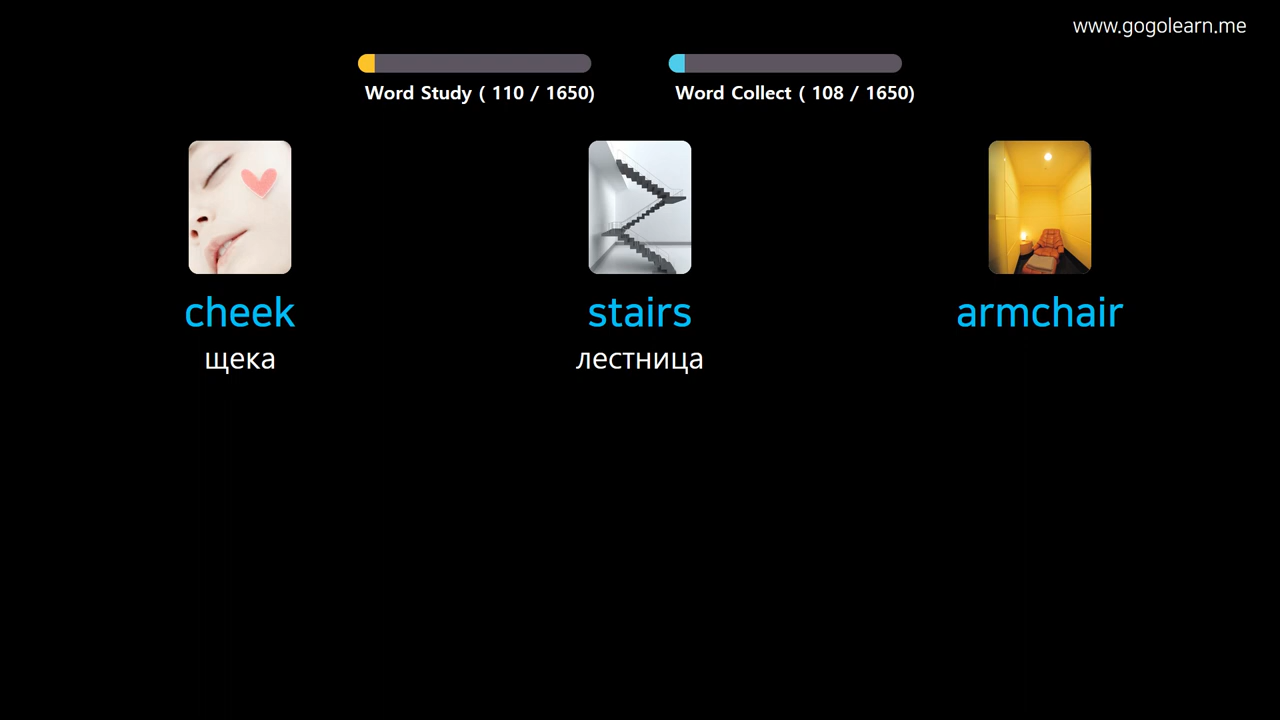 www.gogolearn.me
Word Study ( 110 / 1650)
Word Collect ( 108 / 1650)
cheek
stairs
armchair
щека
лестница